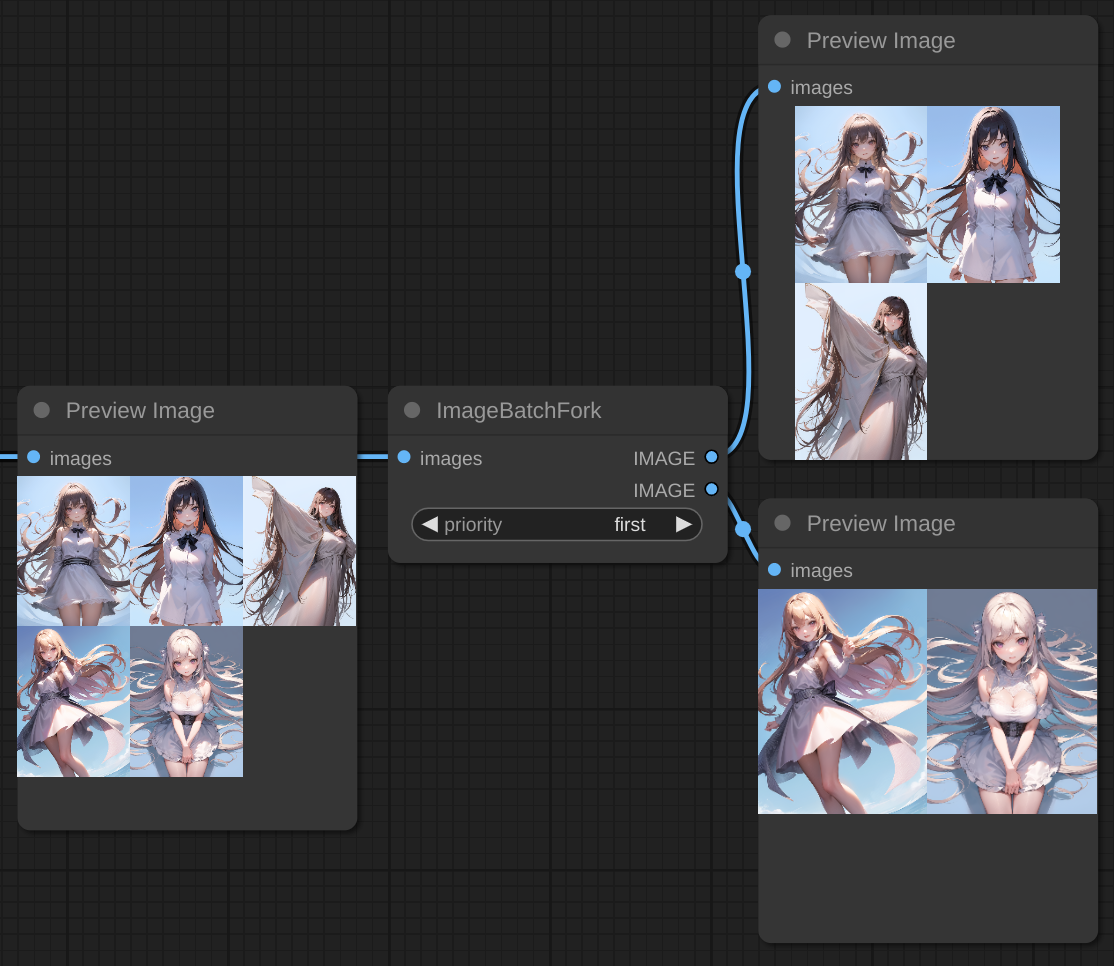 Preview Image
images
Preview Image
images
ImageBatchFork
images
IMAGE
IMAGE
priority first
Preview Image
images